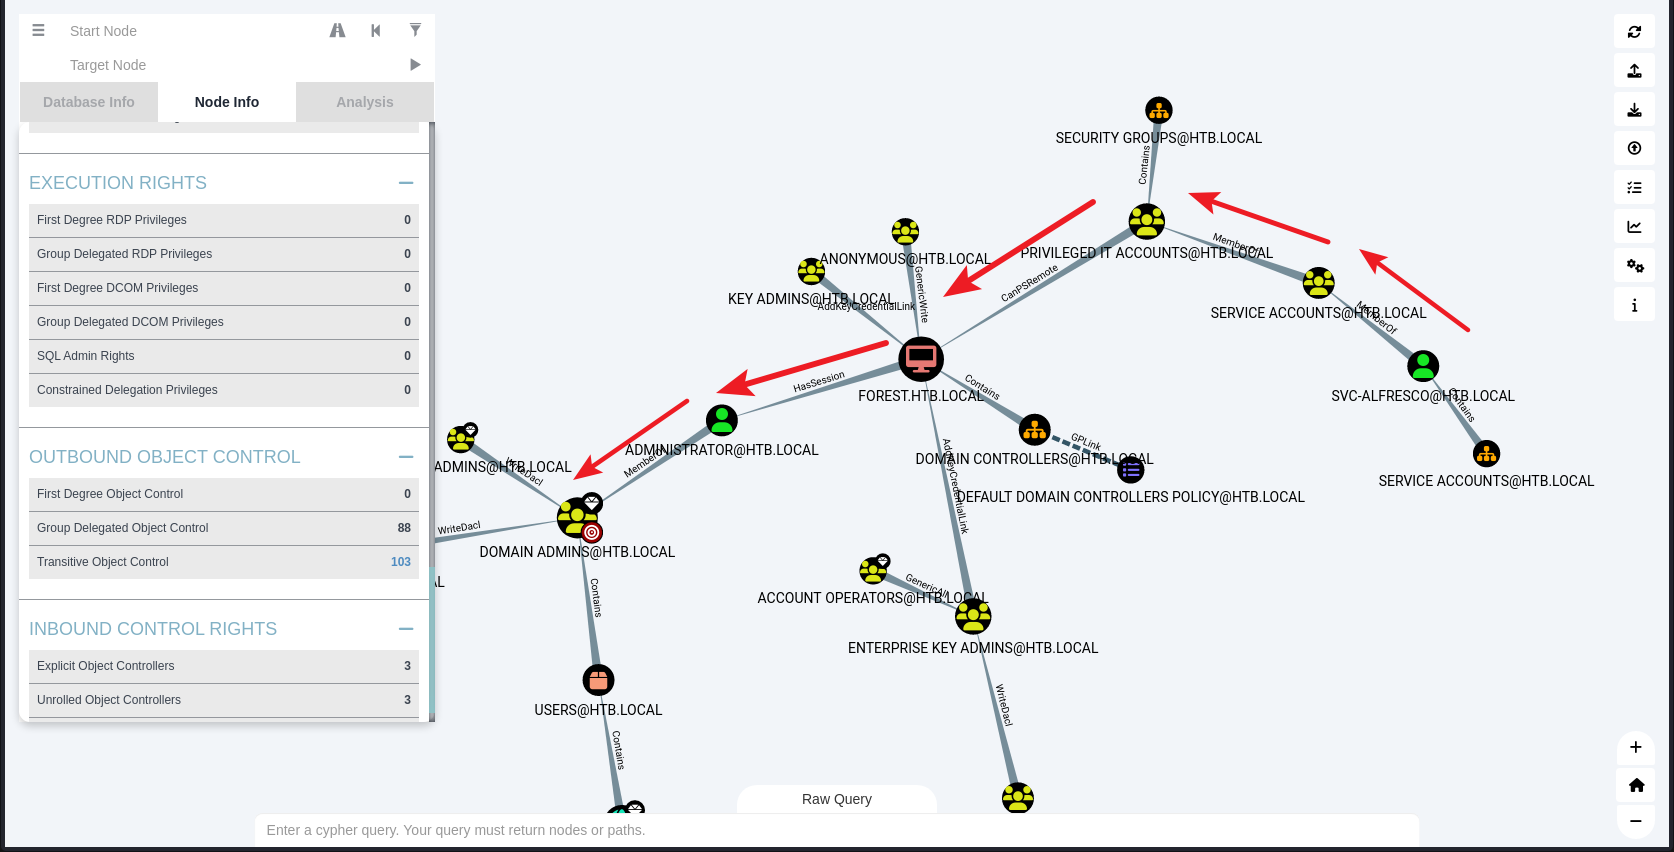 Start Node
Target Node
Database Info
Node Info
Analysis
EXECUTION RIGHTS
First Degree RDP Privileges 0
Group Delegated RDP Privileges 0
First Degree DCOM Privileges 0
Group Delegated DCOM Privileges 0
SQL Admin Rights 0
Constrained Delegation Privileges 0
OUTBOUND OBJECT CONTROL
First Degree Object Control 0
Group Delegated Object Control 88
Transitive Object Control 103
INBOUND CONTROL RIGHTS
Explicit Object Controllers 3
Unrolled Object Controllers 3
SECURITY GROUPS@HTB.LOCAL
Contains
PRIVILEGED IT ACCOUNTS@HTB.LOCAL
MemberOf
ANONYMOUS@HTB.LOCAL
GenericWrite
KEY ADMINS@HTB.LOCAL
AddKeyCredentialLink
CanPSRemote
SERVICE ACCOUNTS@HTB.LOCAL
MemberOf
FOREST.HTB.LOCAL
SVC-ALFRESCO@HTB.LOCAL
Contains
HasSession
Contains
ADMINISTRATOR@HTB.LOCAL
MemberOf
DOMAIN CONTROLLERS@HTB.LOCAL
GPLink
SERVICE ACCOUNTS@HTB.LOCAL
ADMINS@HTB.LOCAL
WriteDacl
DEFAULT DOMAIN CONTROLLERS POLICY@HTB.LOCAL
AddKeyCredentialLink
WriteDacl
DOMAIN ADMINS@HTB.LOCAL
AL
Contains
ACCOUNT OPERATORS@HTB.LOCAL
GenericAll
ENTERPRISE KEY ADMINS@HTB.LOCAL
USERS@HTB.LOCAL
WriteDacl
Contains
Raw Query
Enter a cypher query. Your query must return nodes or paths.